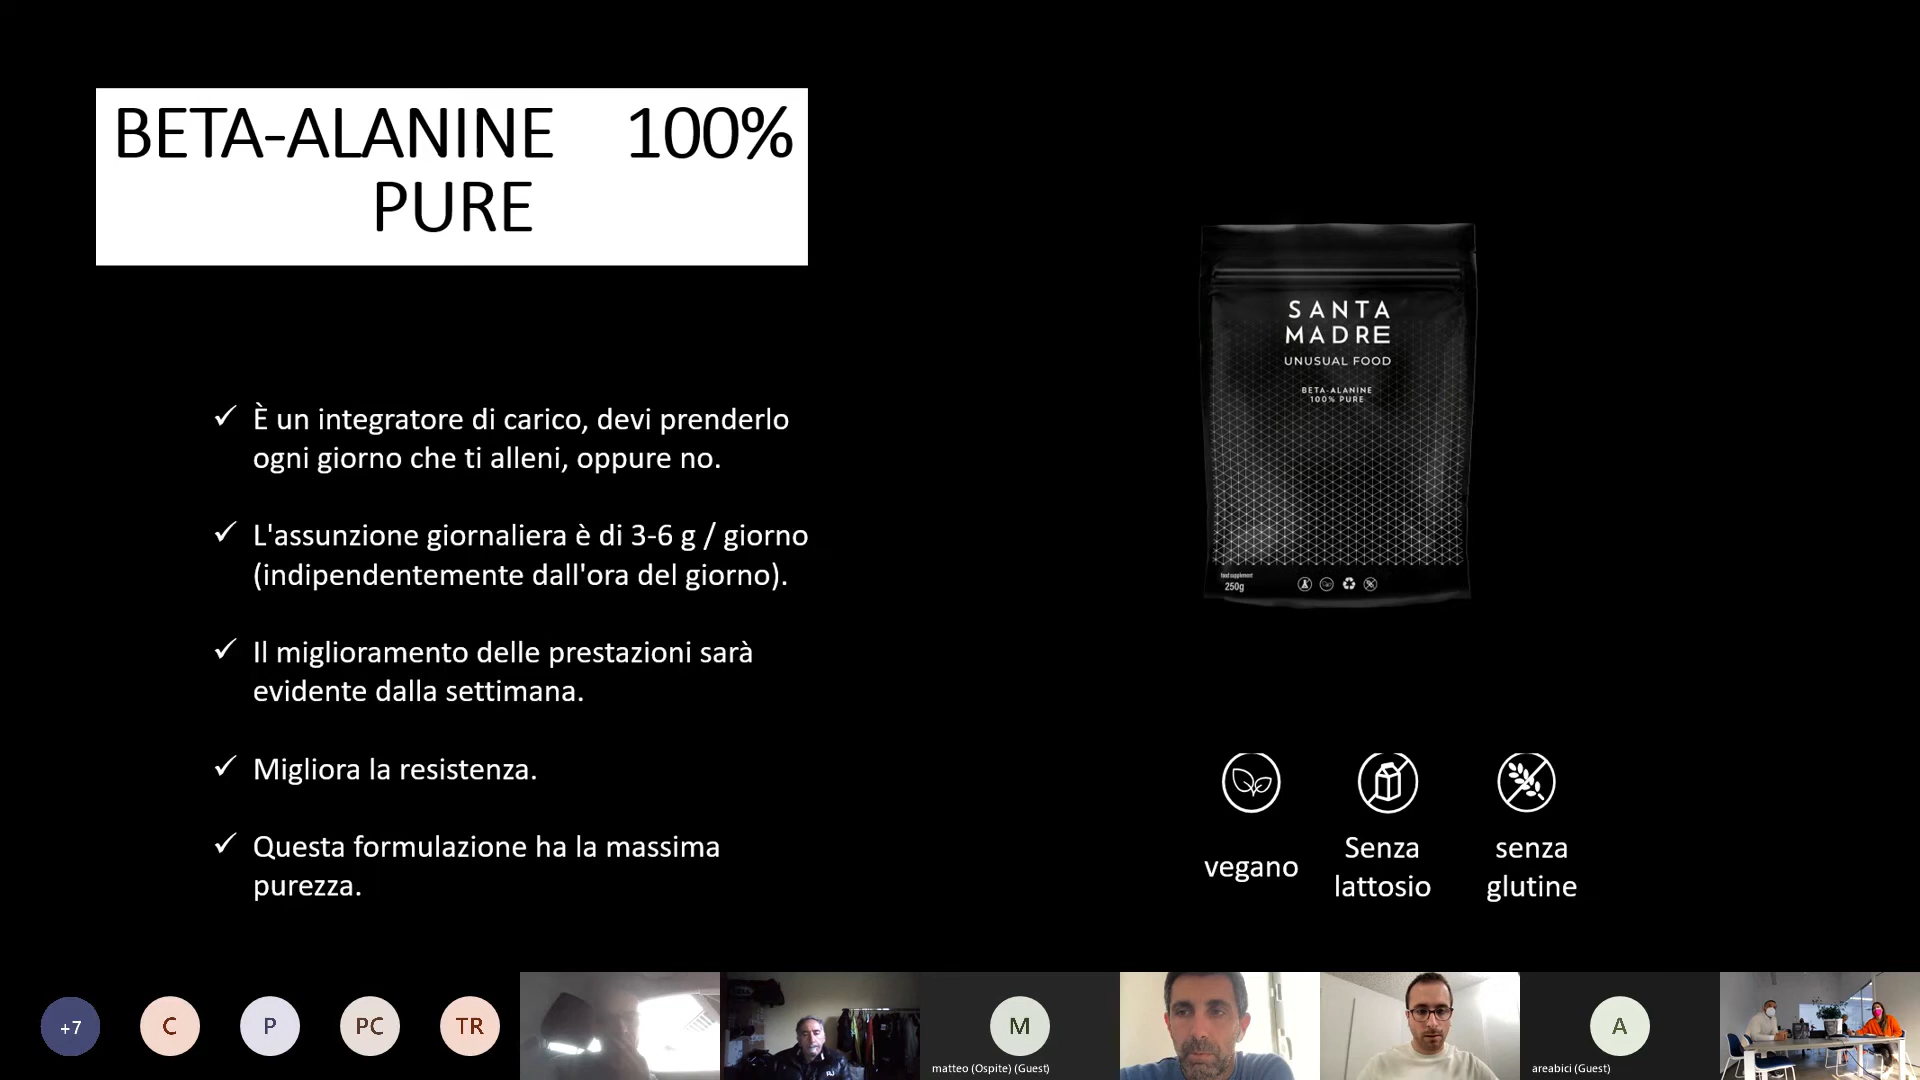 BETA-ALANINE 100%
PURE
SANTA
MADRE
UNUSUAL FOOD
BETA-ALANINE
100% PURE
food supplement
250g
✓ È un integratore di carico, devi prenderlo
ogni giorno che ti alleni, oppure no.
✓ L'assunzione giornaliera è di 3-6 g / giorno
(indipendentemente dall'ora del giorno).
✓ Il miglioramento delle prestazioni sarà
evidente dalla settimana.
✓ Migliora la resistenza.
✓ Questa formulazione ha la massima
purezza.
vegano
Senza
lattosio
senza
glutine
+7
C
P
PC
TR
M
matteo (Ospite) (Guest)
A
areabici (Guest)